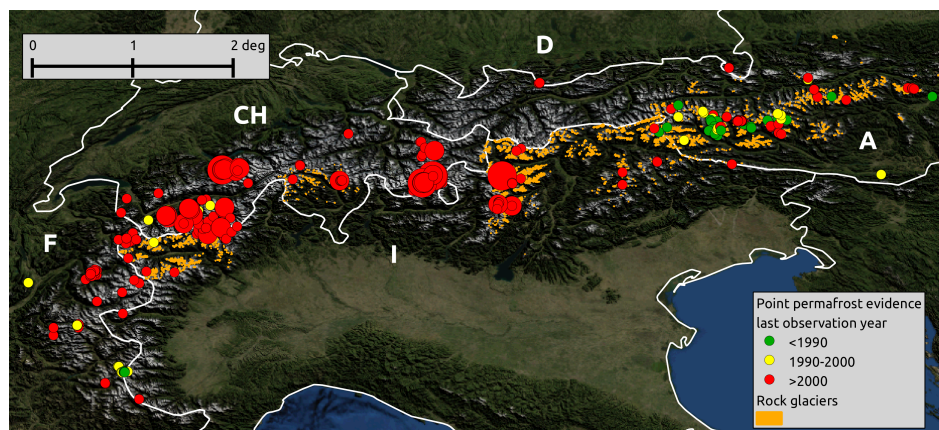 0 1 2 deg
D
CH
A
F
I
Point permafrost evidence
last observation year
<1990
1990-2000
>2000
Rock glaciers